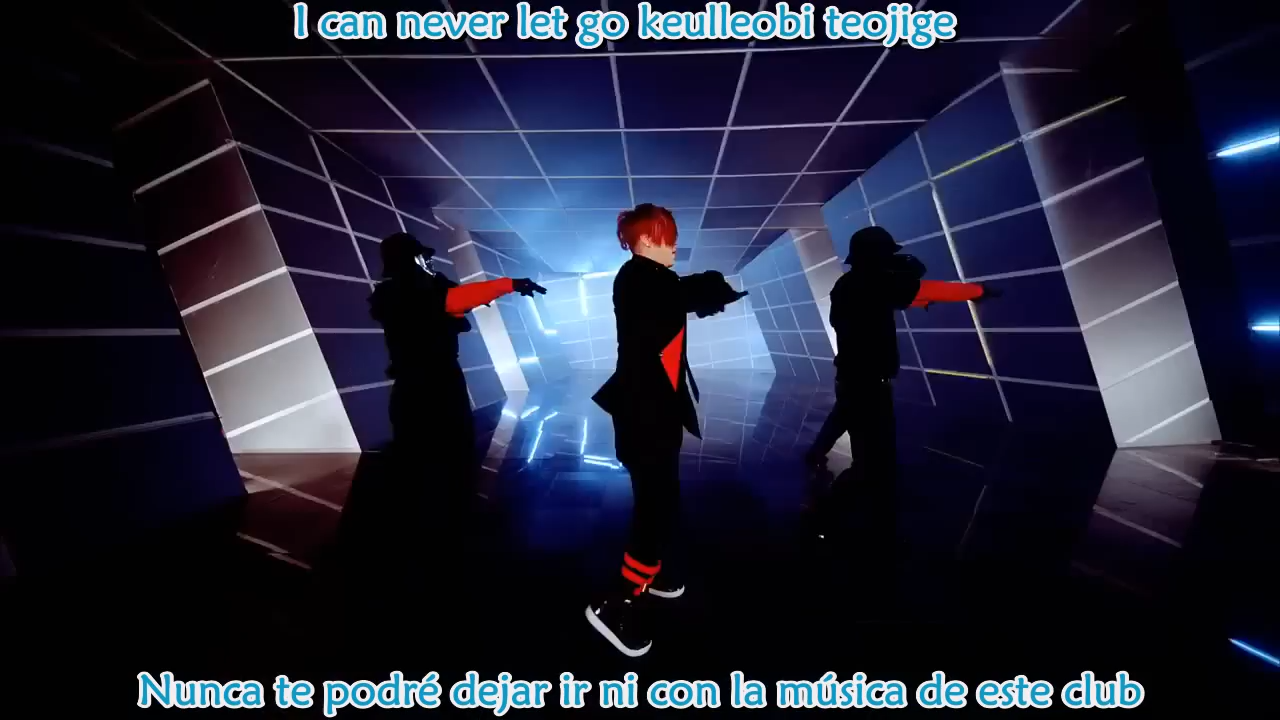 I can never let go keulleobi teojige
Nunca te podré dejar ir ni con la música de este club